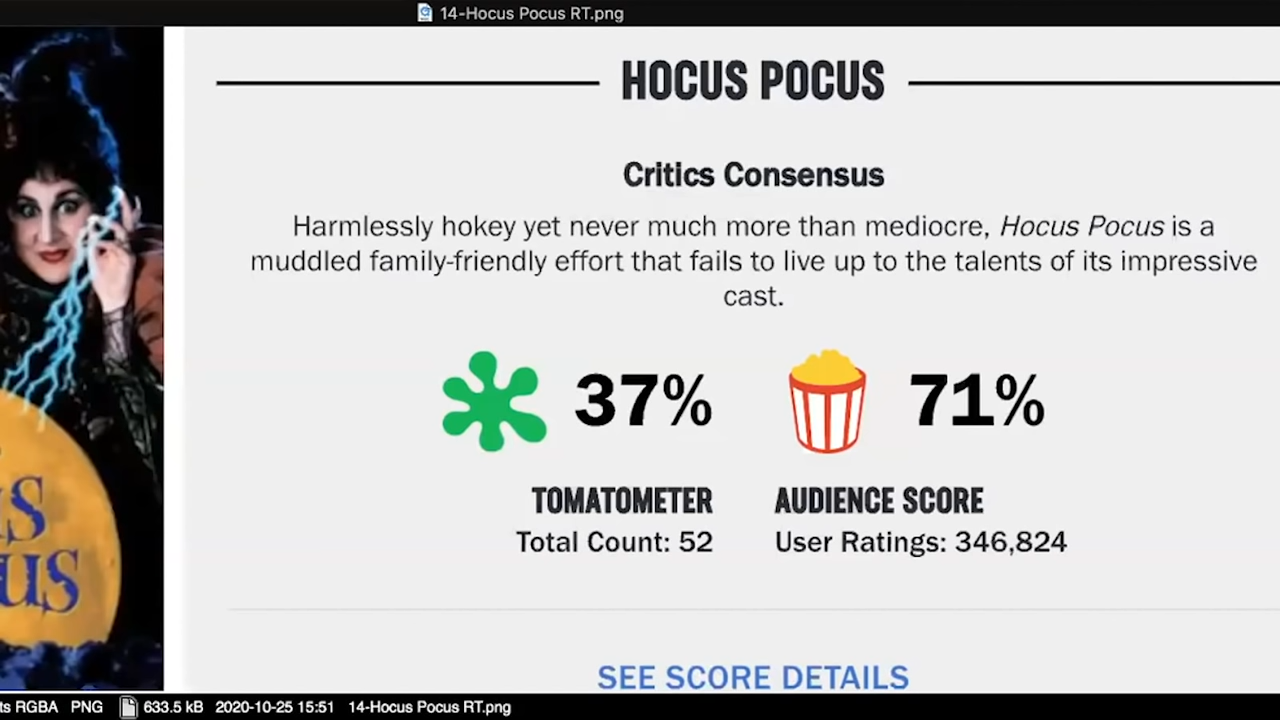 14-Hocus Pocus RT.png
HOCUS POCUS
Critics Consensus
Harmlessly hokey yet never much more than mediocre, Hocus Pocus is a
muddled family-friendly effort that fails to live up to the talents of its impressive
cast.
37%
71%
TOMATOMETER
AUDIENCE SCORE
Total Count: 52
User Ratings: 346,824
US
SEE SCORE DETAILS
RGBA PNG 633.5 kB 2020-10-25 15:51 14-Hocus Pocus RT.png